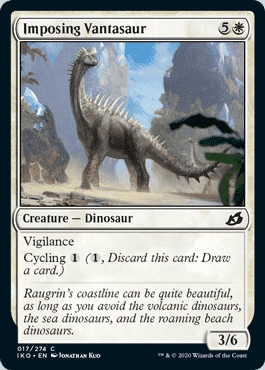 Imposing Vantasaur 5
Creature — Dinosaur
Vigilance
Cycling 1 (1, Discard this card: Draw
a card.)
Raugrin's coastline can be quite beautiful,
as long as you avoid the volcanic dinosaurs,
the sea dinosaurs, and the roaming beach
dinosaurs.
3/6
017/274 C
IKO • EN Jonathan Kuo
™ & © 2020 Wizards of the Coast